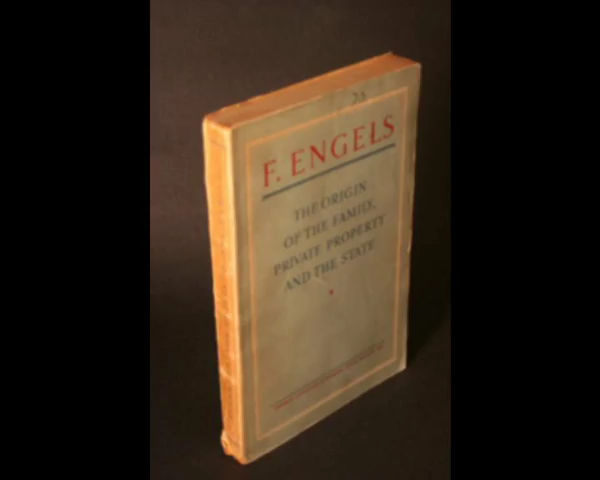 F. ENGELS
THE ORIGIN
OF THE FAMILY,
PRIVATE PROPERTY
AND THE STATE